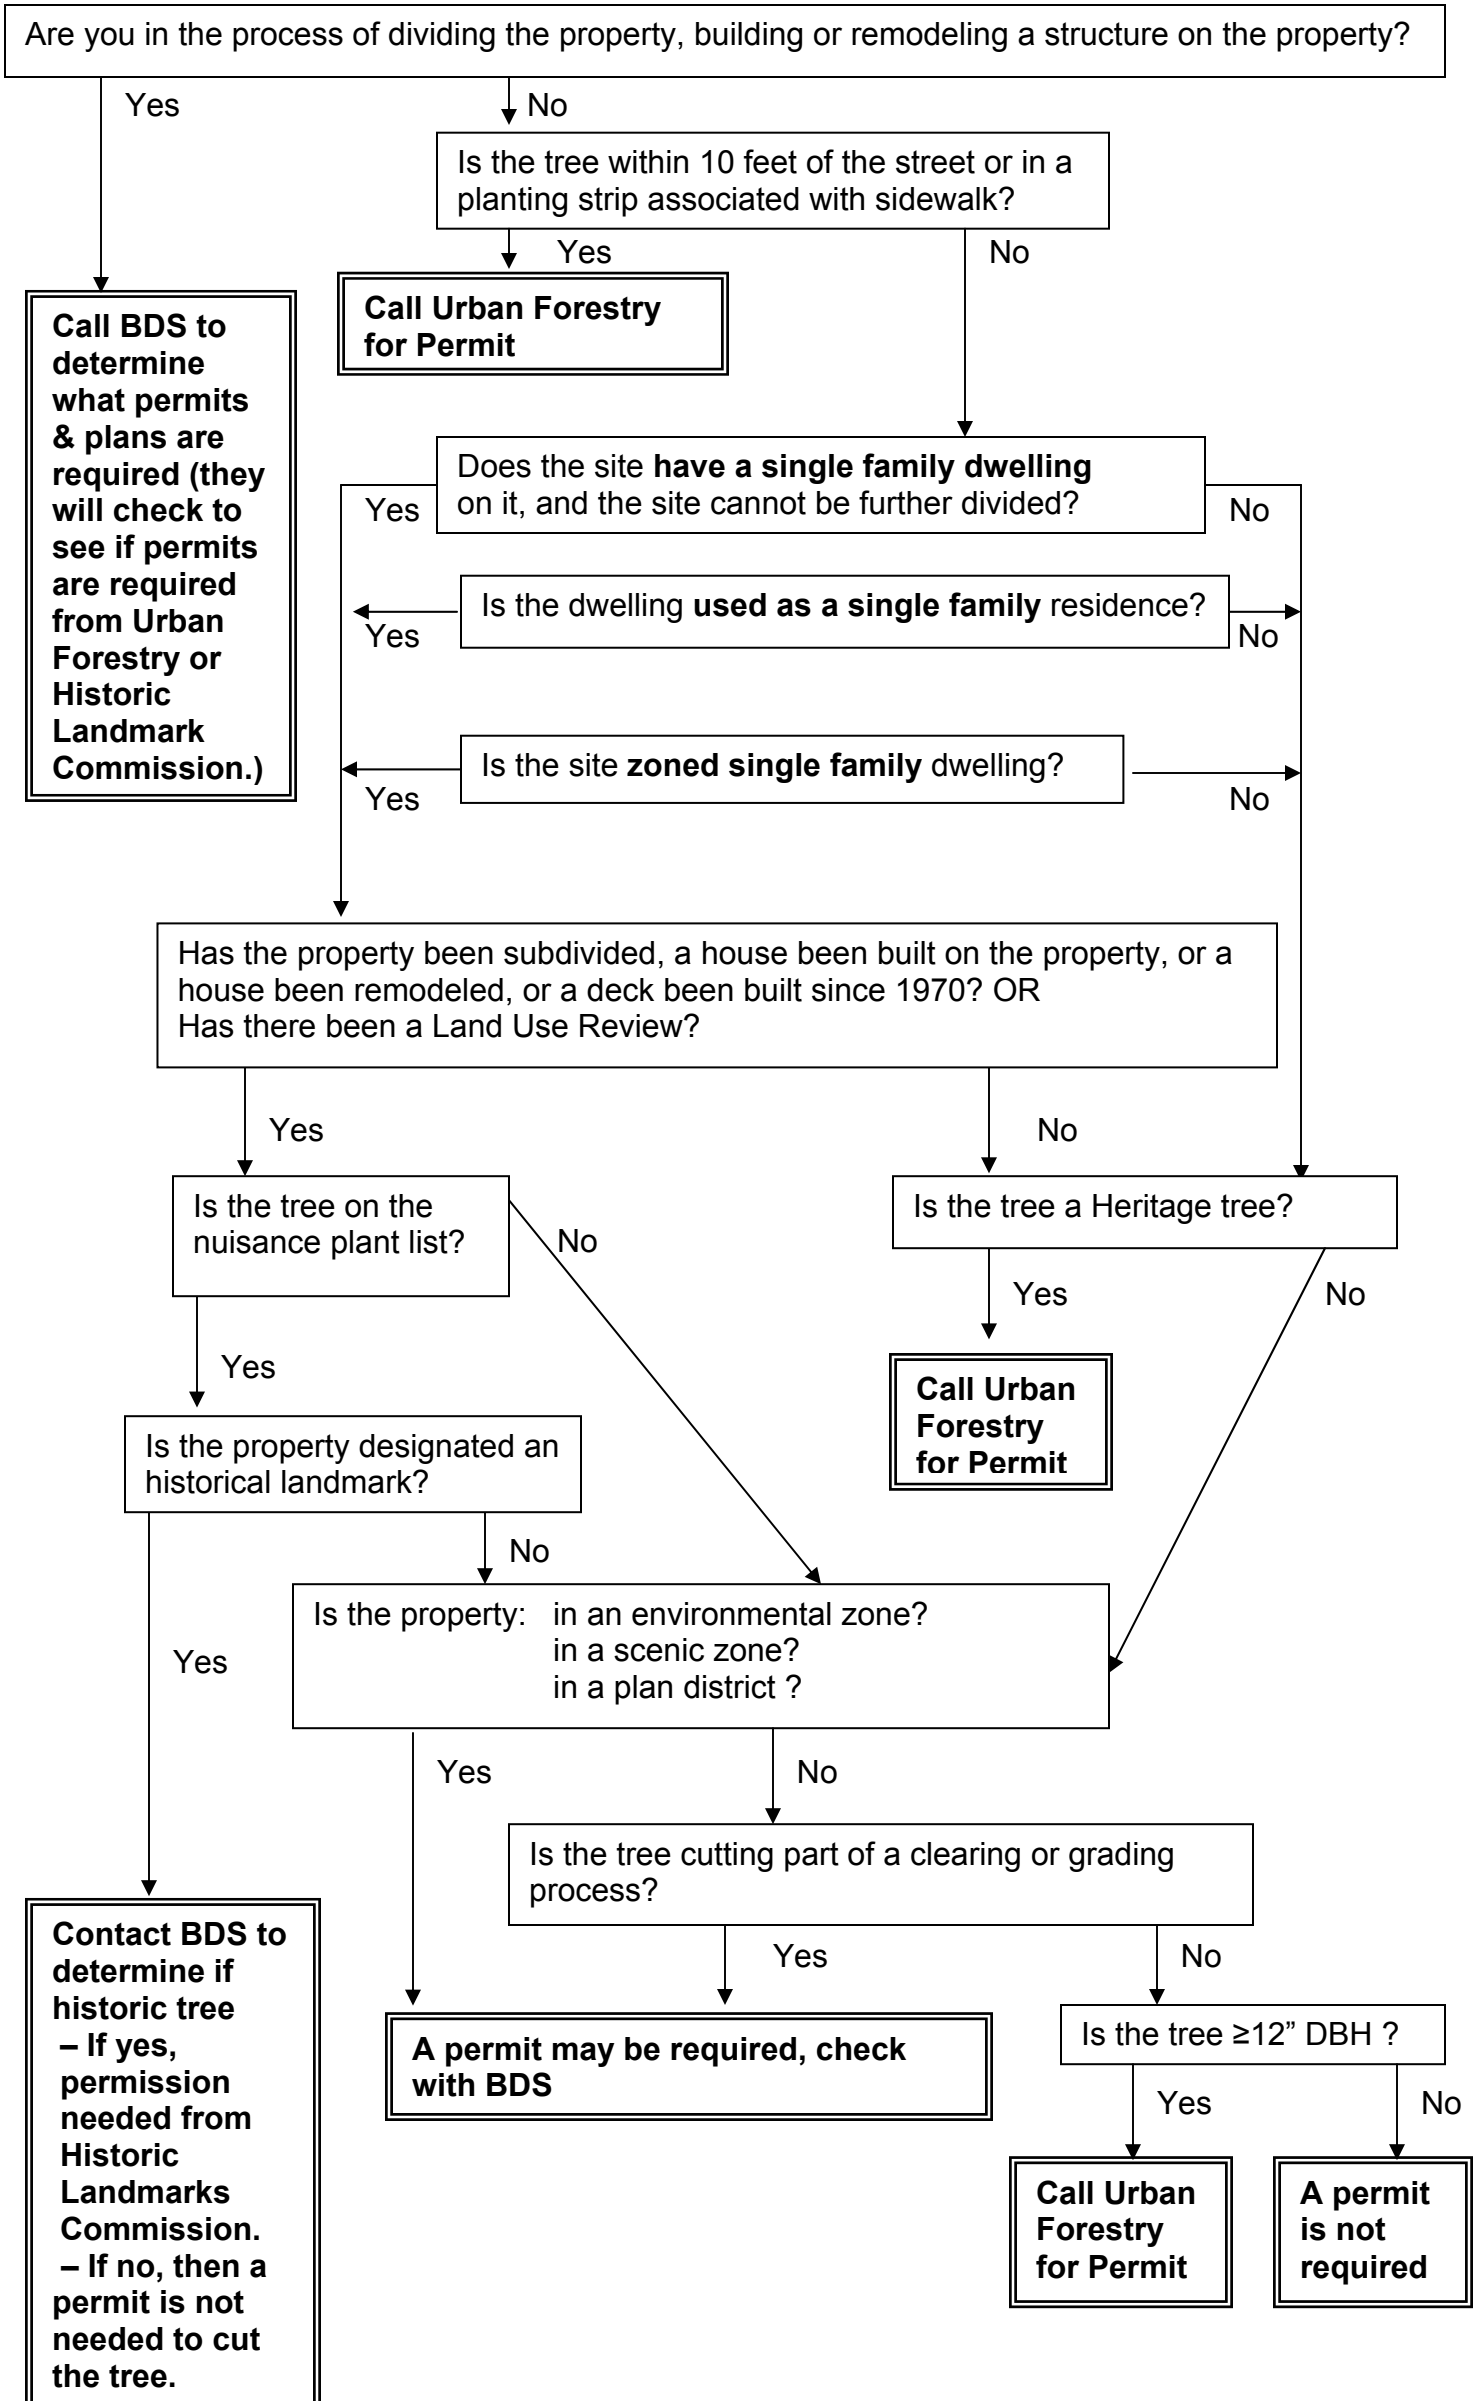 Are you in the process of dividing the property, building or remodeling a structure on the property?
Yes
No
Is the tree within 10 feet of the street or in a
planting strip associated with sidewalk?
Yes
No
Call Urban Forestry
for Permit
Call BDS to
determine
what permits
& plans are
required (they
will check to
see if permits
are required
from Urban
Forestry or
Historic
Landmark
Commission.)
Does the site have a single family dwelling
on it, and the site cannot be further divided?
Yes
No
Is the dwelling used as a single family residence?
Yes
No
Is the site zoned single family dwelling?
Yes
No
Has the property been subdivided, a house been built on the property, or a
house been remodeled, or a deck been built since 1970? OR
Has there been a Land Use Review?
Yes
No
Is the tree on the
nuisance plant list?
No
Yes
Is the tree a Heritage tree?
Yes
No
Call Urban
Forestry
for Permit
Is the property designated an
historical landmark?
No
Yes
Is the property: in an environmental zone?
in a scenic zone?
in a plan district ?
Yes
No
Is the tree cutting part of a clearing or grading
process?
Yes
No
Contact BDS to
determine if
historic tree
– If yes,
permission
needed from
Historic
Landmarks
Commission.
– If no, then a
permit is not
needed to cut
the tree.
A permit may be required, check
with BDS
Is the tree ≥12” DBH ?
Yes
No
Call Urban
Forestry
for Permit
A permit
is not
required